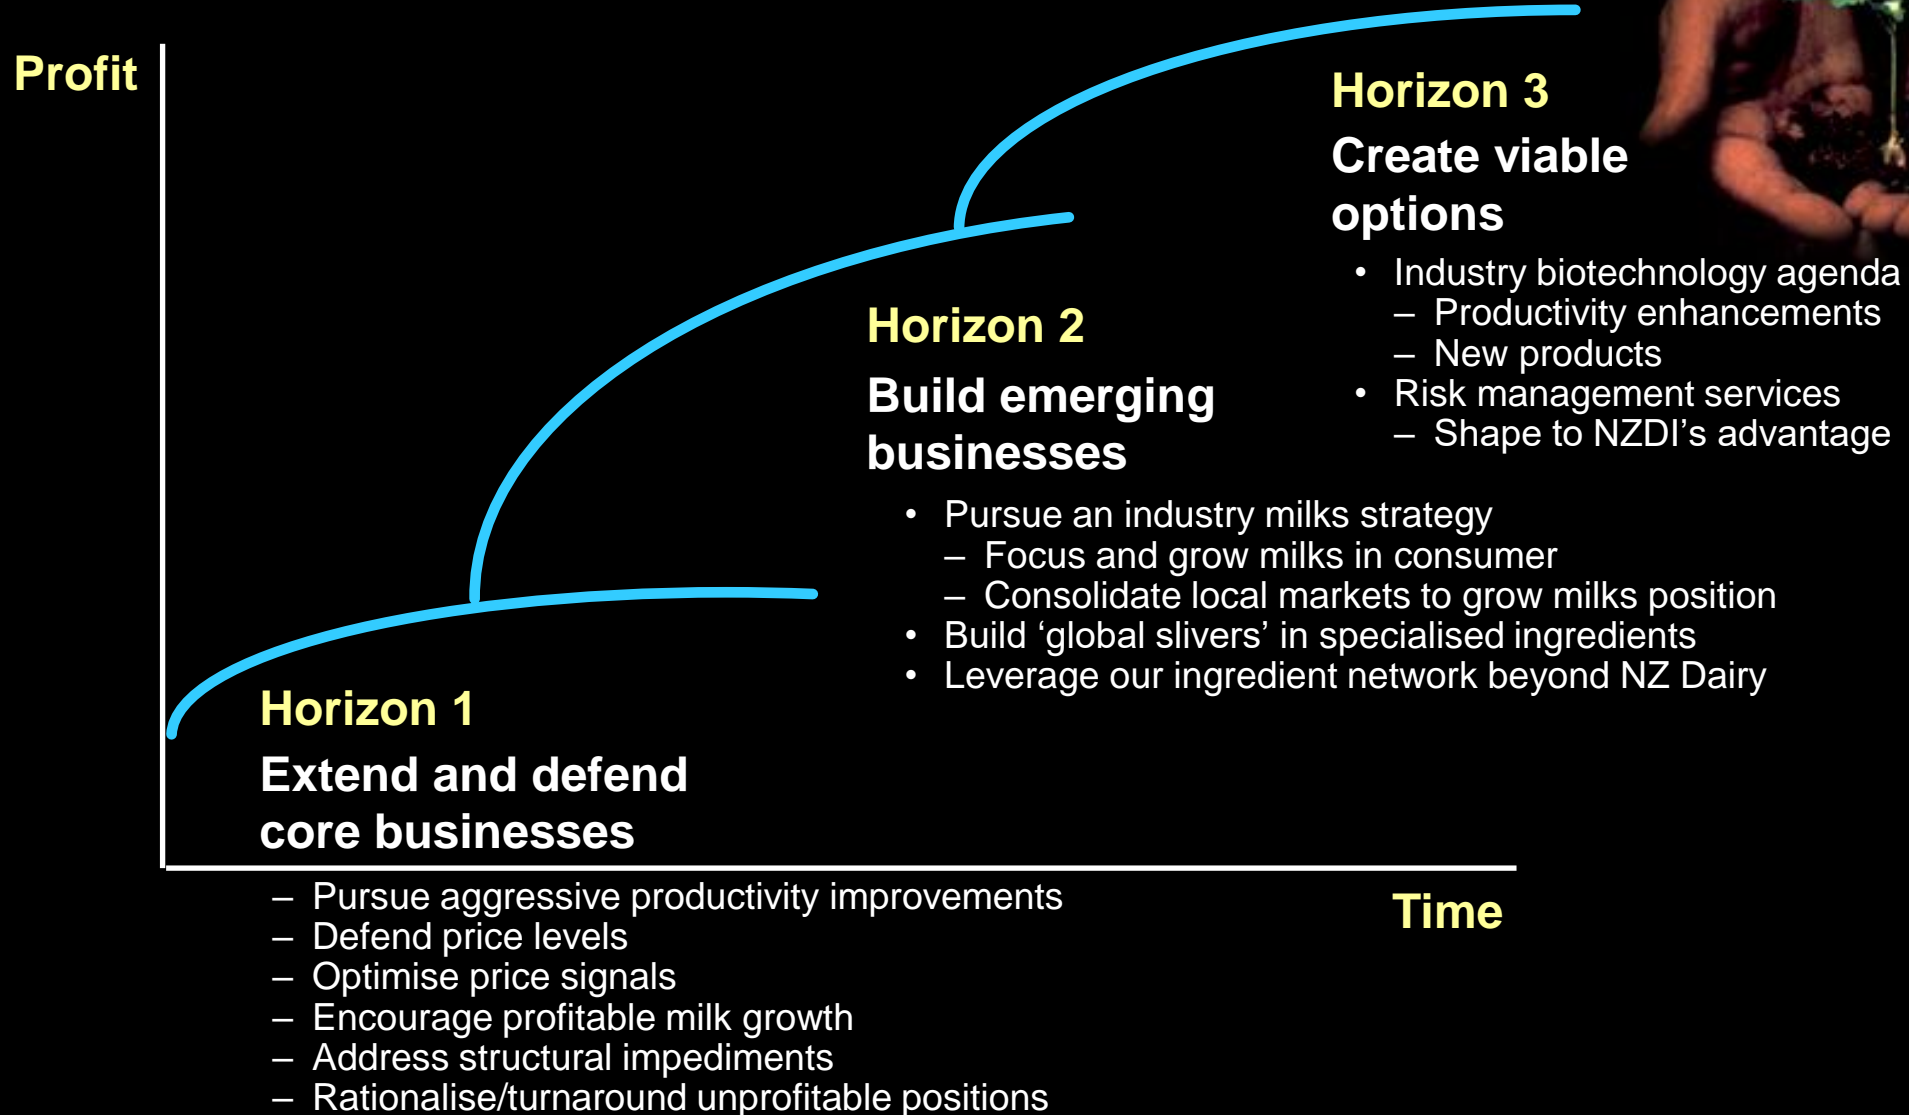 Profit
Horizon 3
Create viable
options
• Industry biotechnology agenda
– Productivity enhancements
– New products
• Risk management services
– Shape to NZDI’s advantage
Horizon 2
Build emerging
businesses
• Pursue an industry milks strategy
– Focus and grow milks in consumer
– Consolidate local markets to grow milks position
• Build ‘global slivers’ in specialised ingredients
• Leverage our ingredient network beyond NZ Dairy
Horizon 1
Extend and defend
core businesses
– Pursue aggressive productivity improvements
– Defend price levels
– Optimise price signals
– Encourage profitable milk growth
– Address structural impediments
– Rationalise/turnaround unprofitable positions
Time